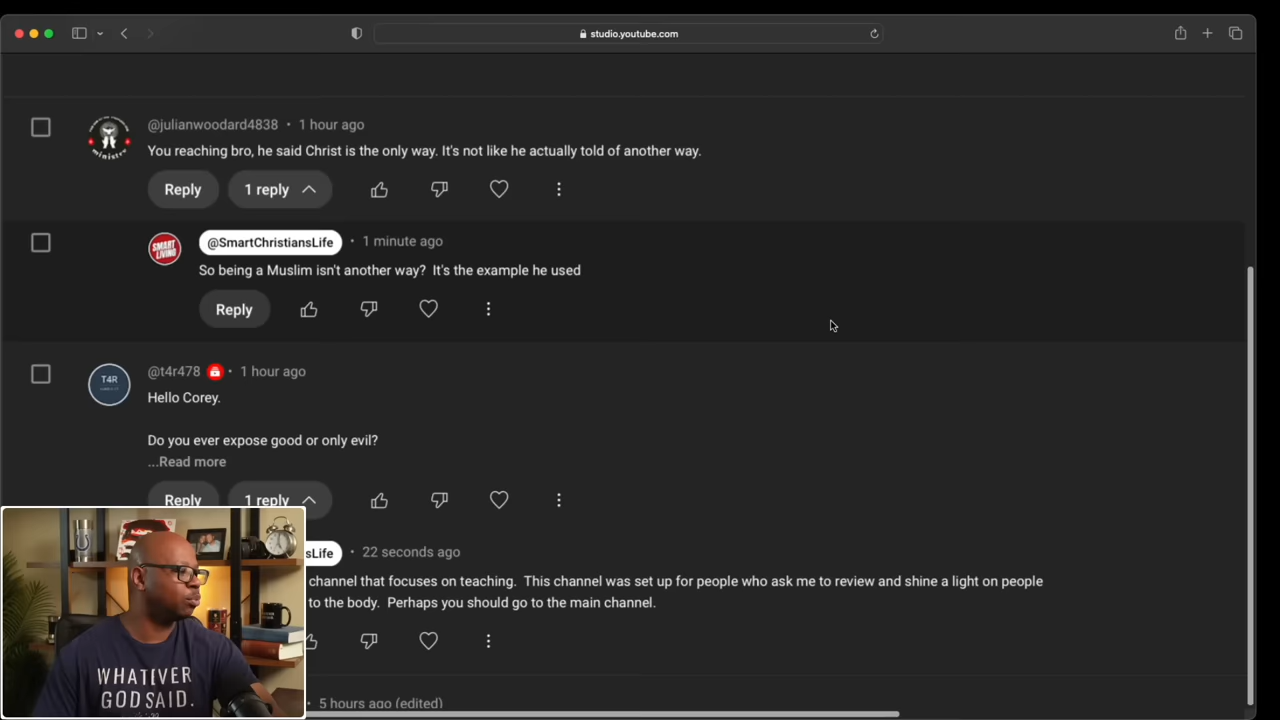 studio.youtube.com
@julianwoodard4838 • 1 hour ago
ministry
You reaching bro, he said Christ is the only way. It's not like he actually told of another way.
Reply 1 reply
SMART LIVING
@SmartChristiansLife • 1 minute ago
So being a Muslim isn't another way? It's the example he used
Reply
T4R
@t4r478 • 1 hour ago
Hello Corey.
Do you ever expose good or only evil?
...Read more
Reply 1 reply
sLife • 22 seconds ago
channel that focuses on teaching. This channel was set up for people who ask me to review and shine a light on people
to the body. Perhaps you should go to the main channel.
• 5 hours ago (edited)
WHATEVER
GOD SAID.